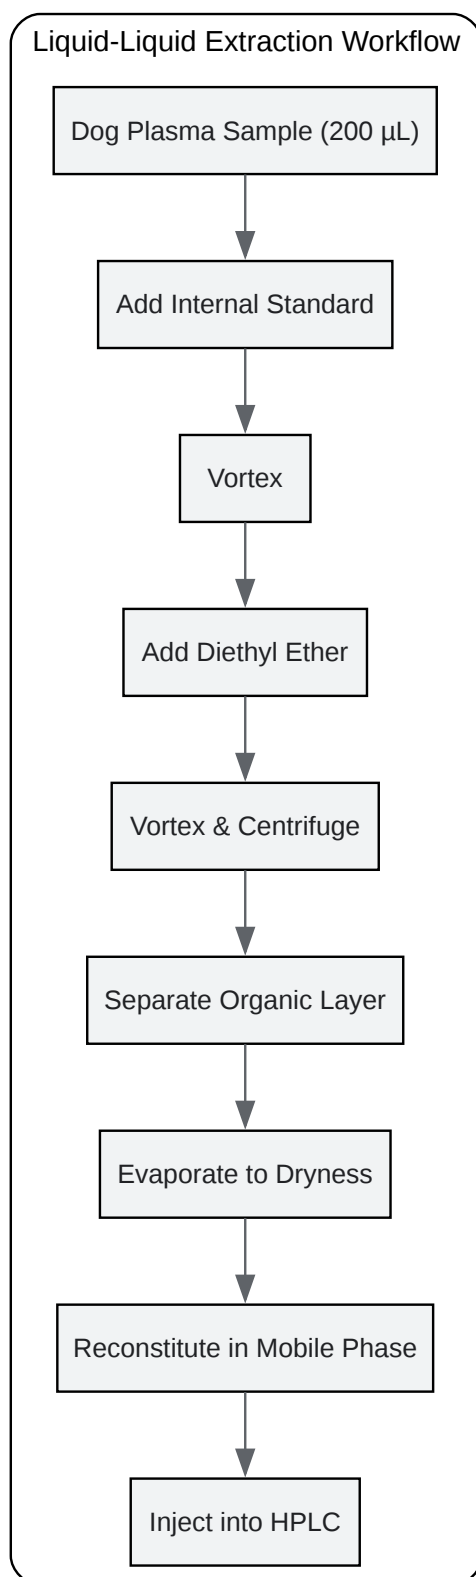 Liquid-Liquid Extraction Workflow
Dog Plasma Sample (200 µL)
Add Internal Standard
Vortex
Add Diethyl Ether
Vortex & Centrifuge
Separate Organic Layer
Evaporate to Dryness
Reconstitute in Mobile Phase
Inject into HPLC